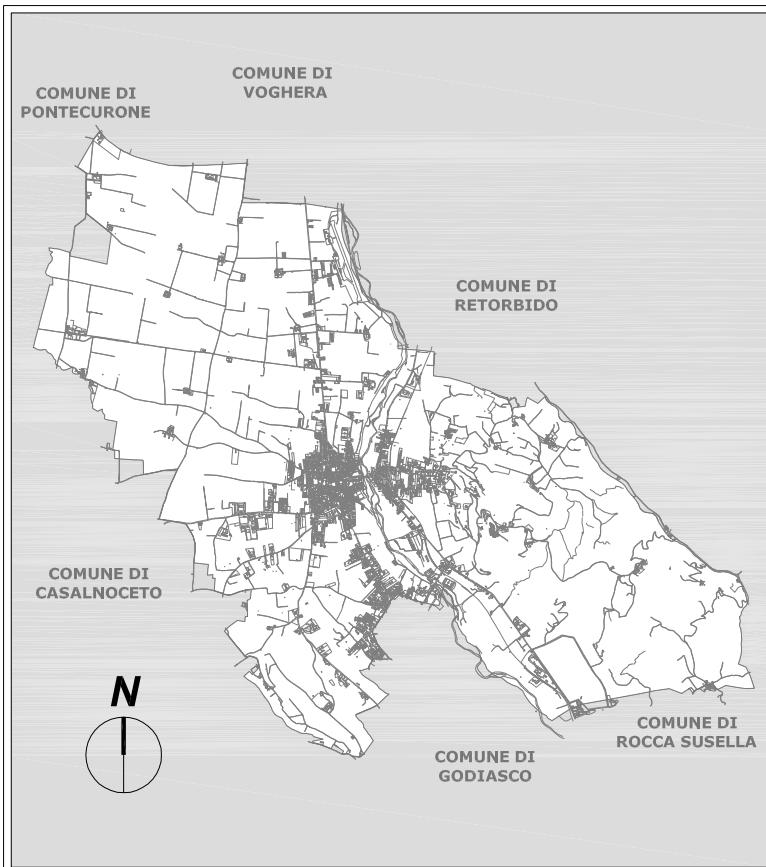 COMUNE DI
VOGHERA
COMUNE DI
PONTECURONE
COMUNE DI
RETORBIDO
COMUNE DI
CASALNOCETO
N
COMUNE DI
ROCCA SUSELLA
COMUNE DI
GODIASCO